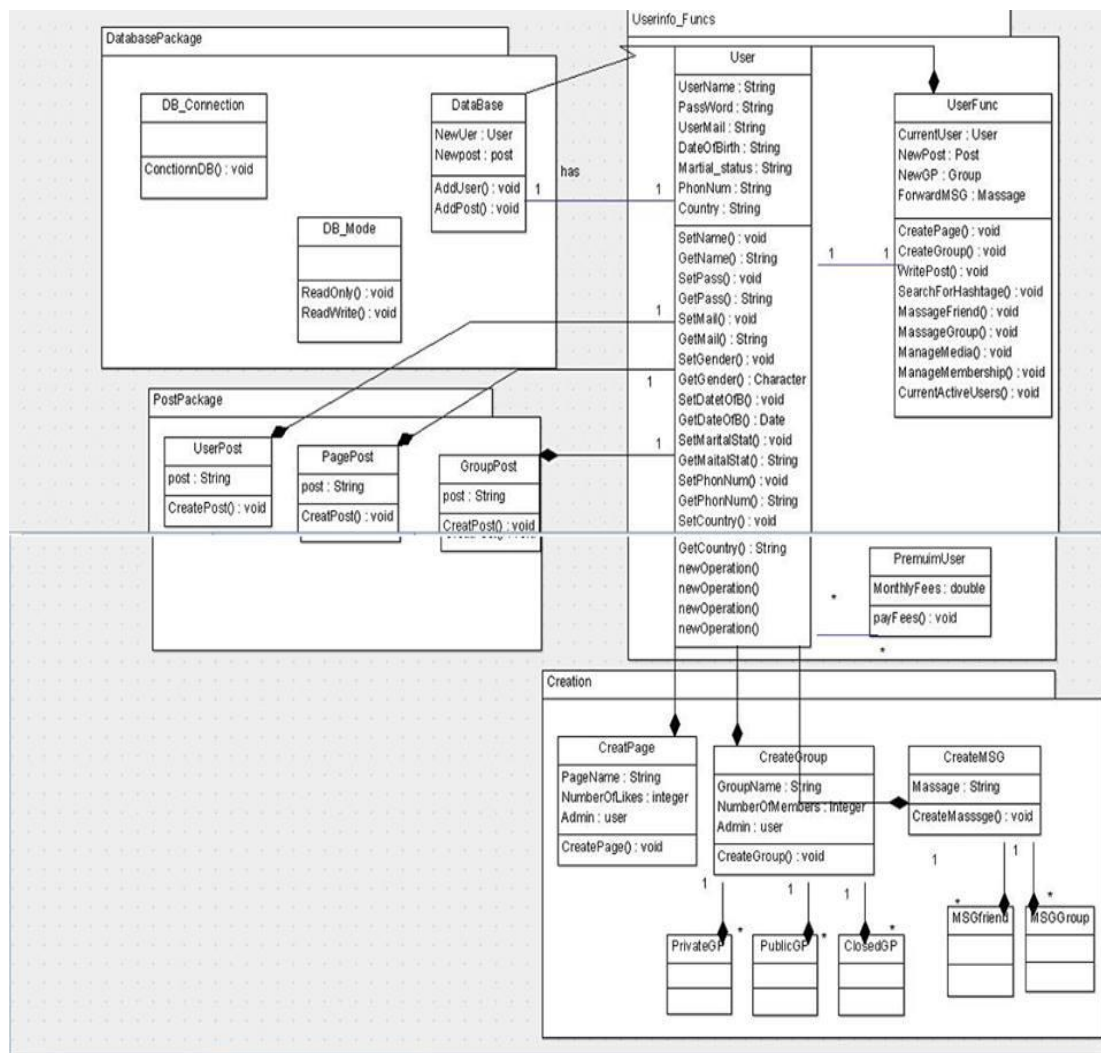 DatabasePackage
DB_Connection
ConctionnDB() : void
DataBase
NewUer : User
Newpost : post
AddUser() : void
AddPost() : void
DB_Mode
ReadOnly() : void
ReadWrite() : void
has
1
1
Userinfo_Funcs
User
UserName : String
PassWord : String
UserMail : String
DateOfBirth : String
Martial_status : String
PhonNum : String
Country : String
SetName() : void
GetName() : String
SetPass() : void
GetPass() : String
SetMail() : void
GetMail() : String
SetGender() : void
GetGender() : Character
SetDatetOfB() : void
GetDateOfB() : Date
SetMaritalStat() : void
GetMaitalStat() : String
SetPhonNum() : void
GetPhonNum() : String
SetCountry() : void
GetCountry() : String
newOperation()
newOperation()
newOperation()
newOperation()
1
1
UserFunc
CurrentUser : User
NewPost : Post
NewGP : Group
ForwardMSG : Massage
CreatePage() : void
CreateGroup() : void
WritePost() : void
SearchForHashtage() : void
MassageFriend() : void
MassageGroup() : void
ManageMedia() : void
ManageMembership() : void
CurrentActiveUsers() : void
PremuimUser
MonthlyFees : double
payFees() : void
*
*
1
1
1
PostPackage
UserPost
post : String
CreatePost() : void
PagePost
post : String
CreatPost() : void
GroupPost
post : String
CreatPost() : void
Creation
CreatPage
PageName : String
NumberOfLikes : integer
Admin : user
CreatePage() : void
CreateGroup
GroupName : String
NumberOfMembers : Integer
Admin : user
CreateGroup() : void
CreateMSG
Massage : String
CreateMasssge() : void
1
1
1
1
1
*
*
*
*
*
PrivateGP
PublicGP
ClosedGP
MSGfriend
MSGGroup